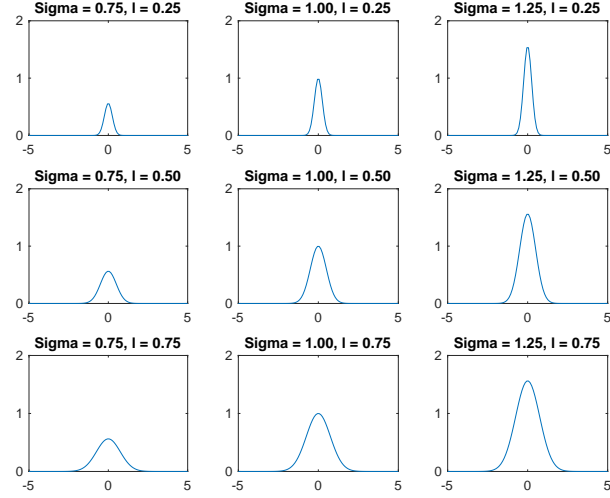 Sigma = 0.75, l = 0.25 Sigma = 1.00, l = 0.25 Sigma = 1.25, l = 0.25
2 2 2
1 1 1
0 0 0
-5 0 5 -5 0 5 -5 0 5
Sigma = 0.75, l = 0.50 Sigma = 1.00, l = 0.50 Sigma = 1.25, l = 0.50
2 2 2
1 1 1
0 0 0
-5 0 5 -5 0 5 -5 0 5
Sigma = 0.75, l = 0.75 Sigma = 1.00, l = 0.75 Sigma = 1.25, l = 0.75
2 2 2
1 1 1
0 0 0
-5 0 5 -5 0 5 -5 0 5